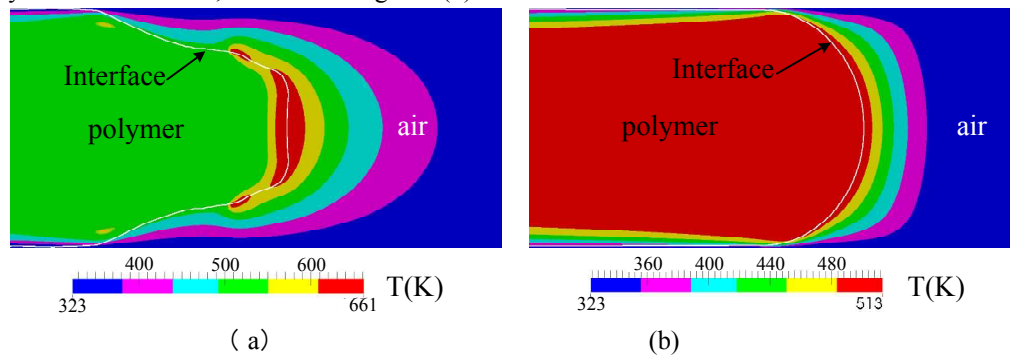 Interface
polymer
air
400 500 600
323 661
T(K)
( a)
Interface
polymer
air
360 400 440 480
323 513
T(K)
(b)